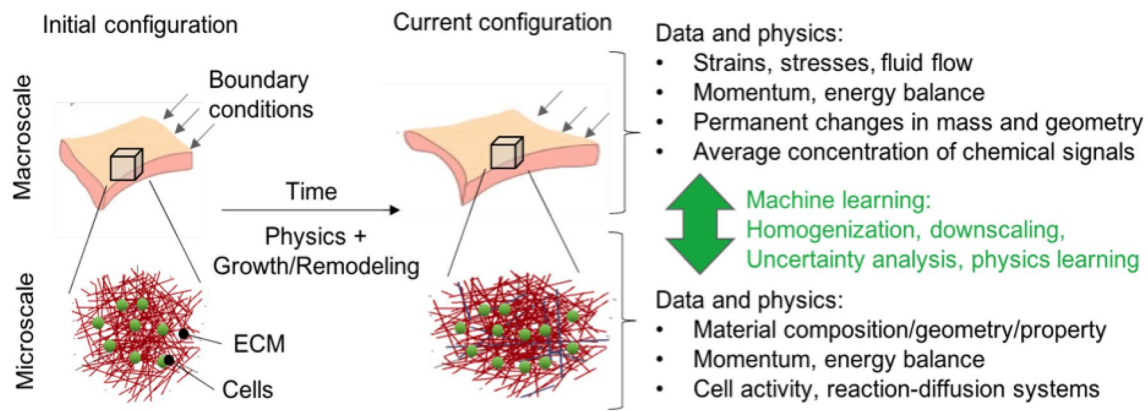 Initial configuration
Current configuration
Macroscale
Boundary
conditions
Time
Physics +
Growth/Remodeling
Microscale
ECM
Cells
Data and physics:
• Strains, stresses, fluid flow
• Momentum, energy balance
• Permanent changes in mass and geometry
• Average concentration of chemical signals
Machine learning:
Homogenization, downscaling,
Uncertainty analysis, physics learning
Data and physics:
• Material composition/geometry/property
• Momentum, energy balance
• Cell activity, reaction-diffusion systems